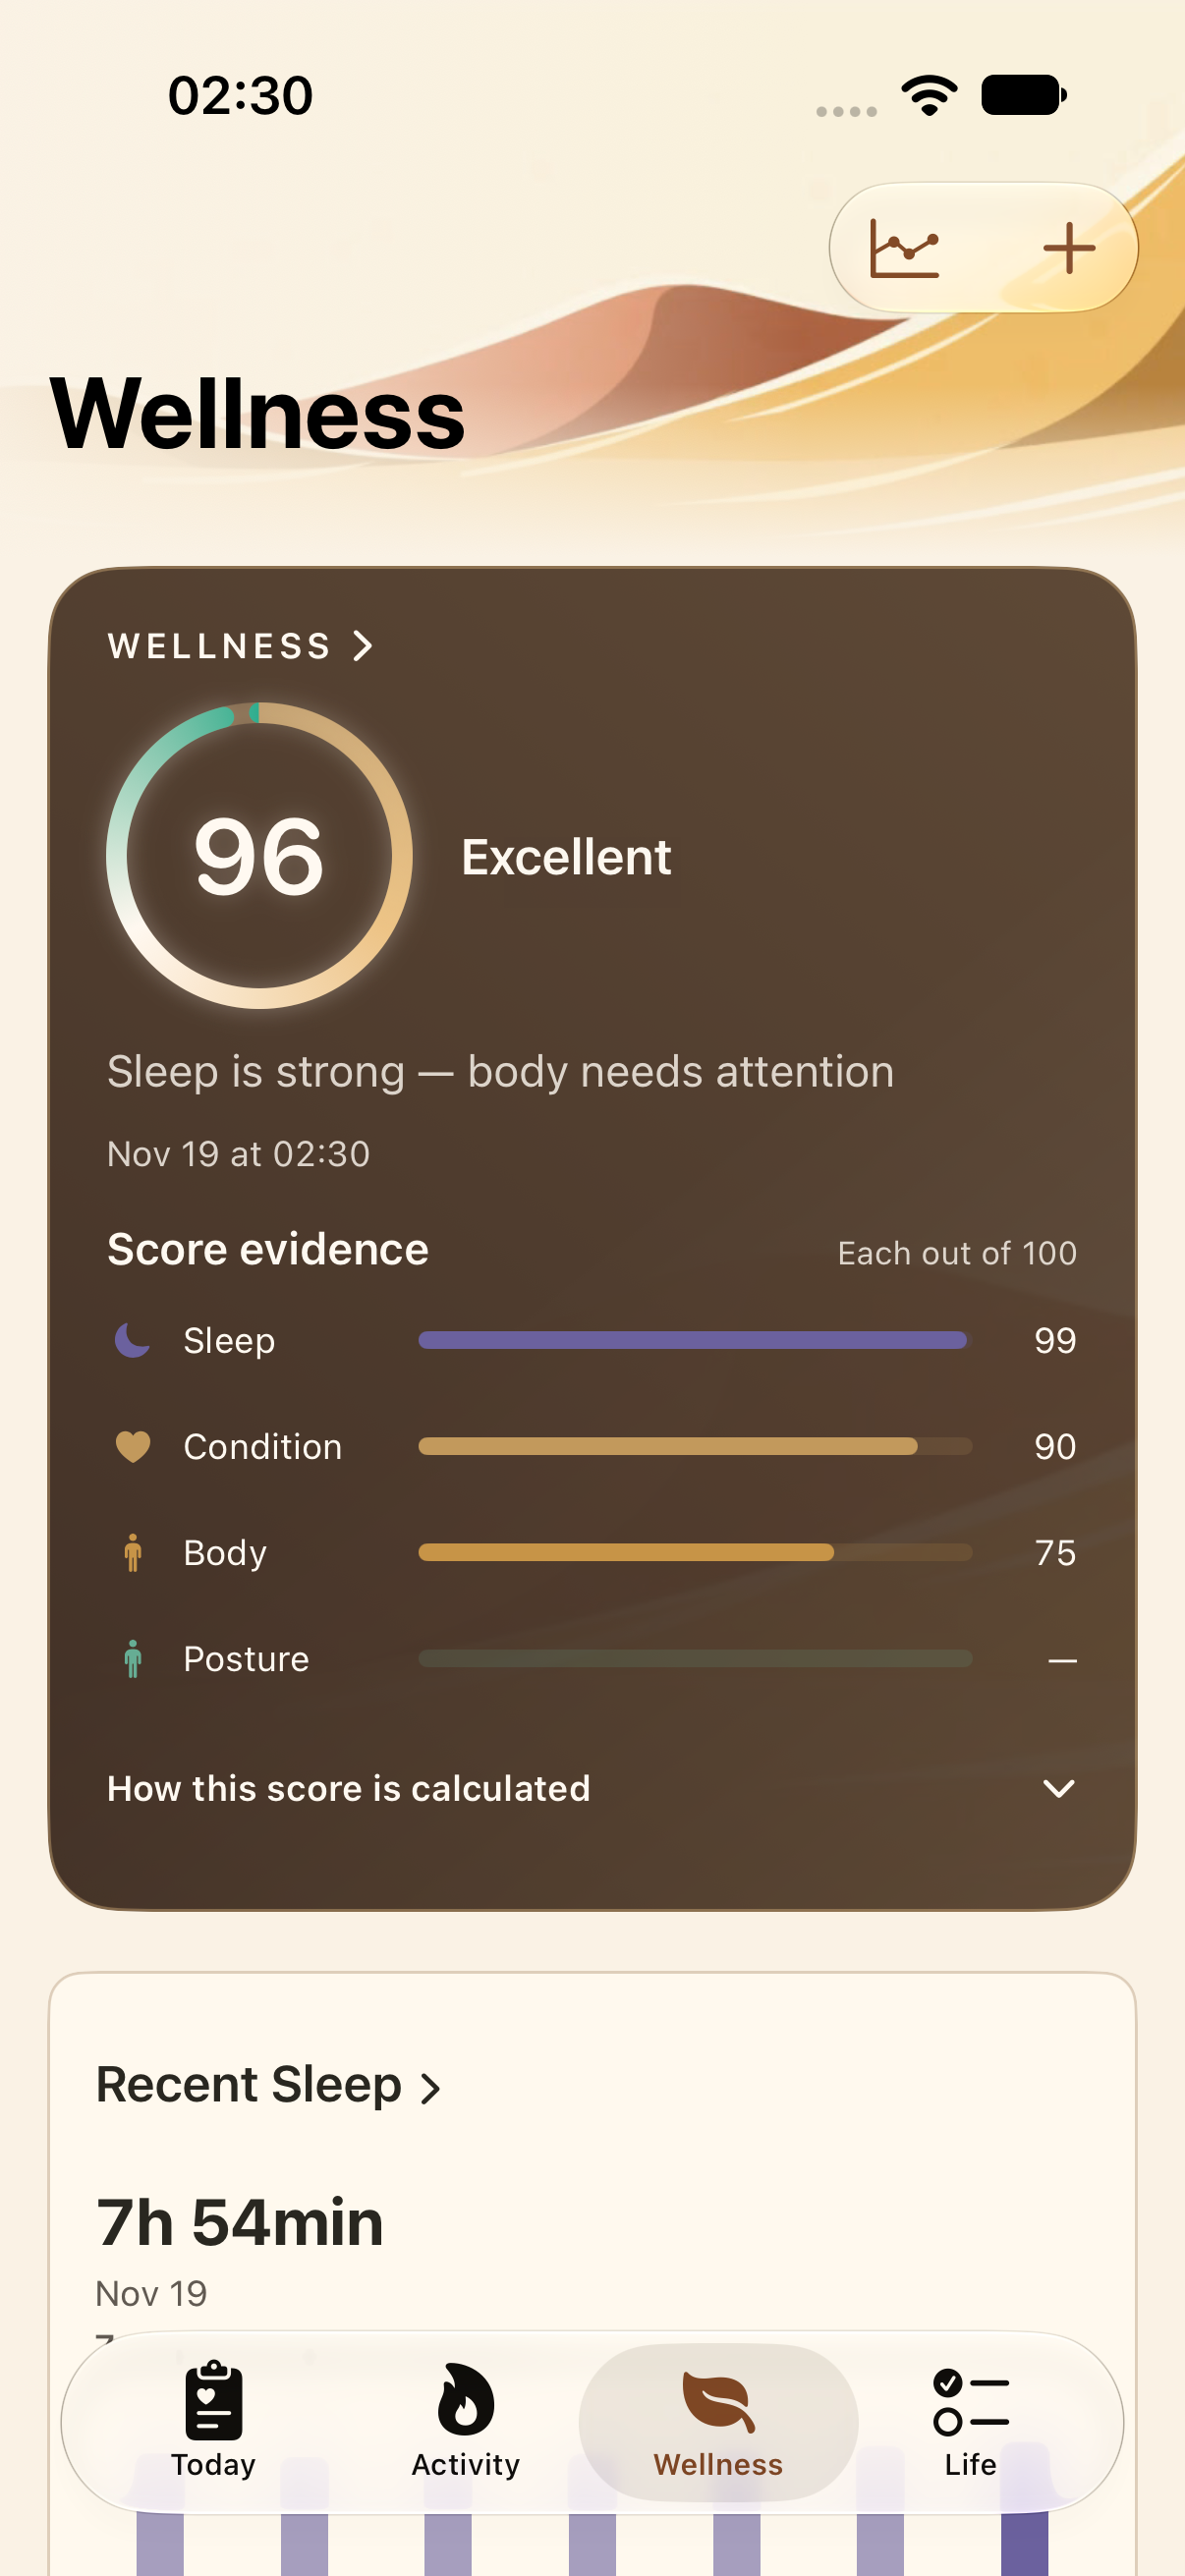 02:30
Wellness
WELLNESS
96
Excellent
Sleep is strong — body needs attention
Nov 19 at 02:30
Score evidence
Each out of 100
Sleep
99
Condition
90
Body
75
Posture
—
How this score is calculated
Recent Sleep
7h 54min
Nov 19
Today
Activity
Wellness
Life